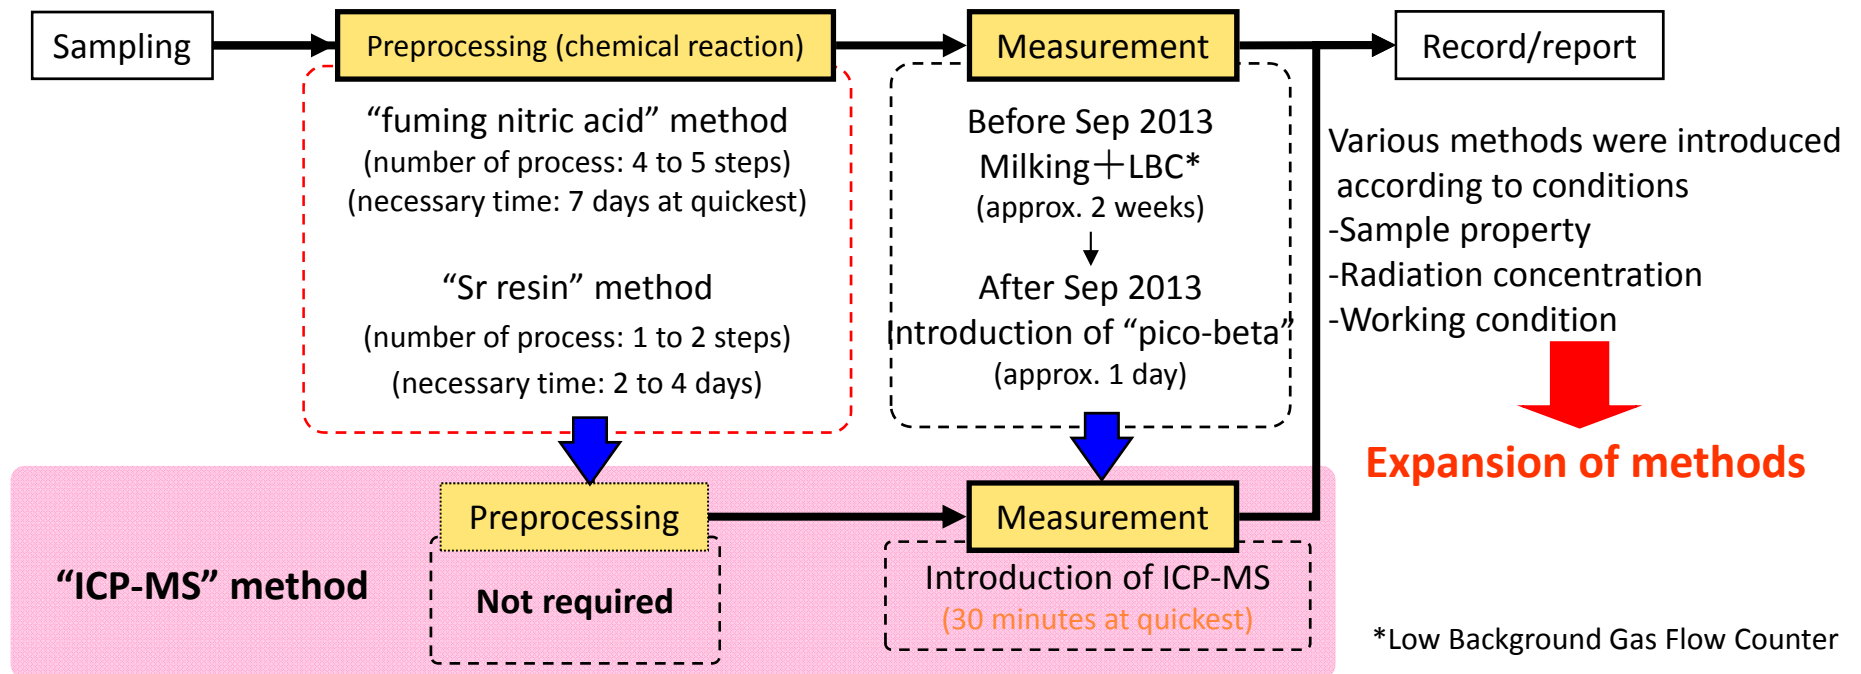 Sampling
Preprocessing (chemical reaction)
Measurement
Record/report
“fuming nitric acid” method
(number of process: 4 to 5 steps)
(necessary time: 7 days at quickest)
“Sr resin” method
(number of process: 1 to 2 steps)
(necessary time: 2 to 4 days)
Before Sep 2013
Milking＋LBC*
(approx. 2 weeks)
After Sep 2013
Introduction of “pico-beta”
(approx. 1 day)
Various methods were introduced
according to conditions
-Sample property
-Radiation concentration
-Working condition
Expansion of methods
“ICP-MS” method
Preprocessing
Not required
Measurement
Introduction of ICP-MS
(30 minutes at quickest)
*Low Background Gas Flow Counter